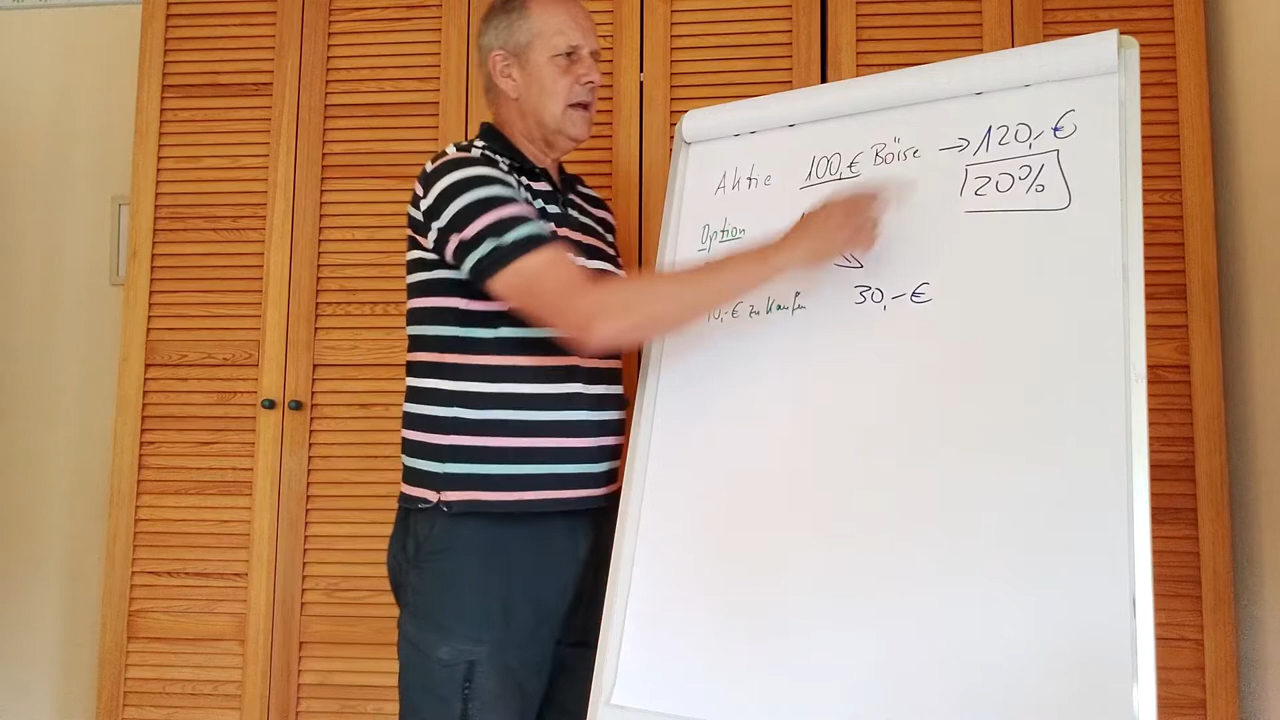 Aktie 100,€ Börse → 120,-€
20%
Option
10,-€ zu kaufen 30,-€